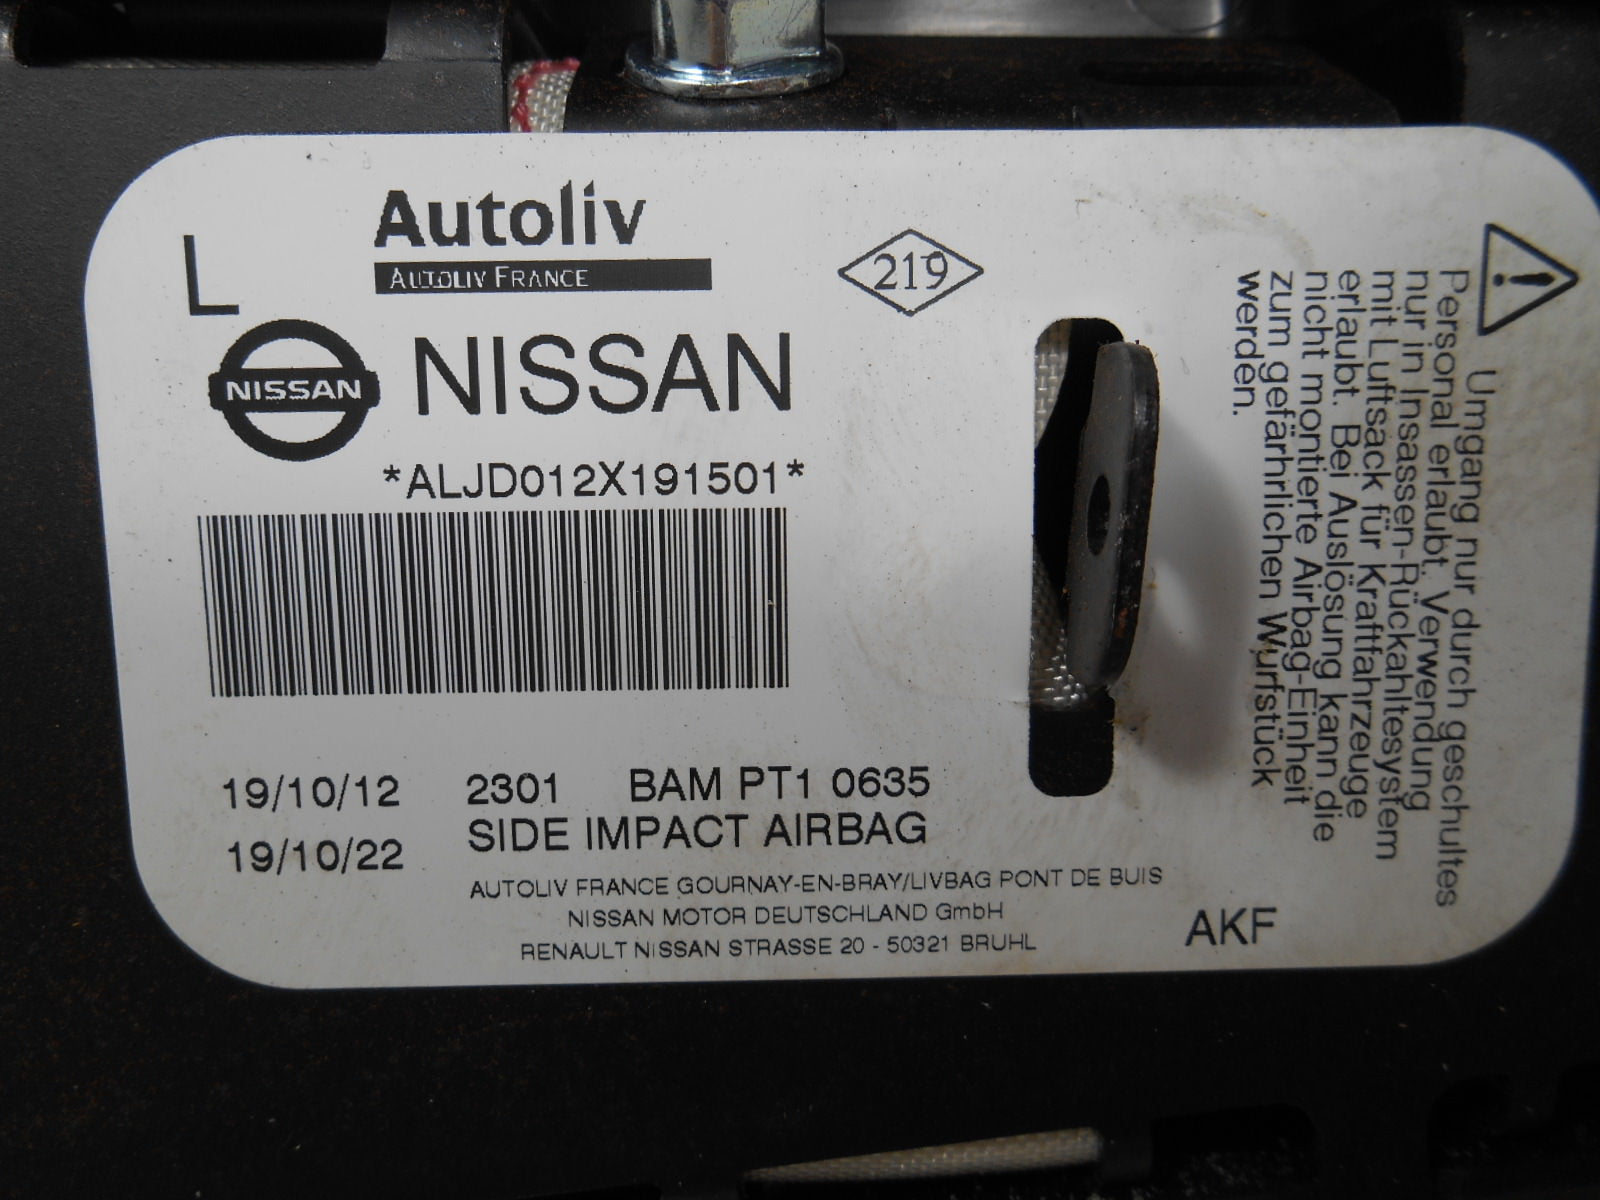 L
Autoliv
AUTOLIV FRANCE
219
NISSAN
NISSAN
*ALJD012X191501*
19/10/12 2301 BAM PT1 0635
19/10/22 SIDE IMPACT AIRBAG
AUTOLIV FRANCE GOURNAY-EN-BRAY/LIVBAG PONT DE BUIS
NISSAN MOTOR DEUTSCHLAND GmbH
RENAULT NISSAN STRASSE 20 - 50321 BRUHL
AKF
!
Umgang nur durch geschultes
Personal erlaubt. Verwendung
nur in Insassen-Rückahltesystem
mit Luftsack für Kraftfahrzeuge
erlaubt. Bei Auslösung kann die
nicht montierte Airbag-Einheit
zum gefährlichen Wurfstück
werden.